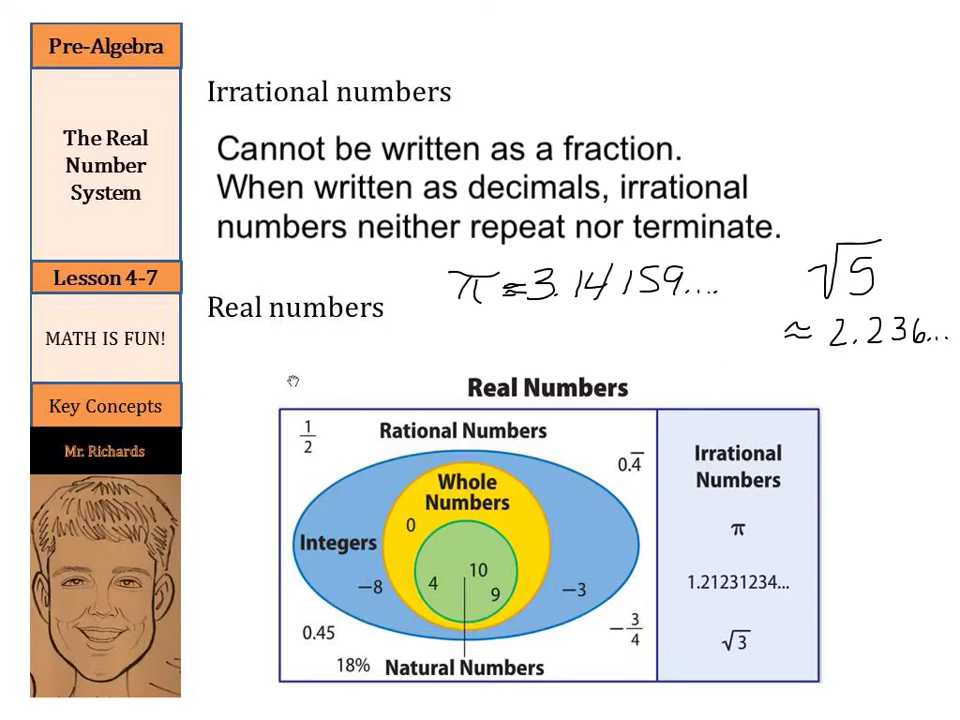 Pre-Algebra
The Real
Number
System
Lesson 4-7
MATH IS FUN!
Key Concepts
Mr. Richards
Irrational numbers
Cannot be written as a fraction.
When written as decimals, irrational
numbers neither repeat nor terminate.
π ≈ 3.14159....
√5
≈ 2.236...
Real numbers
Real Numbers
Rational Numbers
1/2
0.4̅
Whole
Numbers
0
Integers
10
4
9
−8
−3
0.45
−3/4
18%
Natural Numbers
Irrational
Numbers
π
1.21231234...
√3